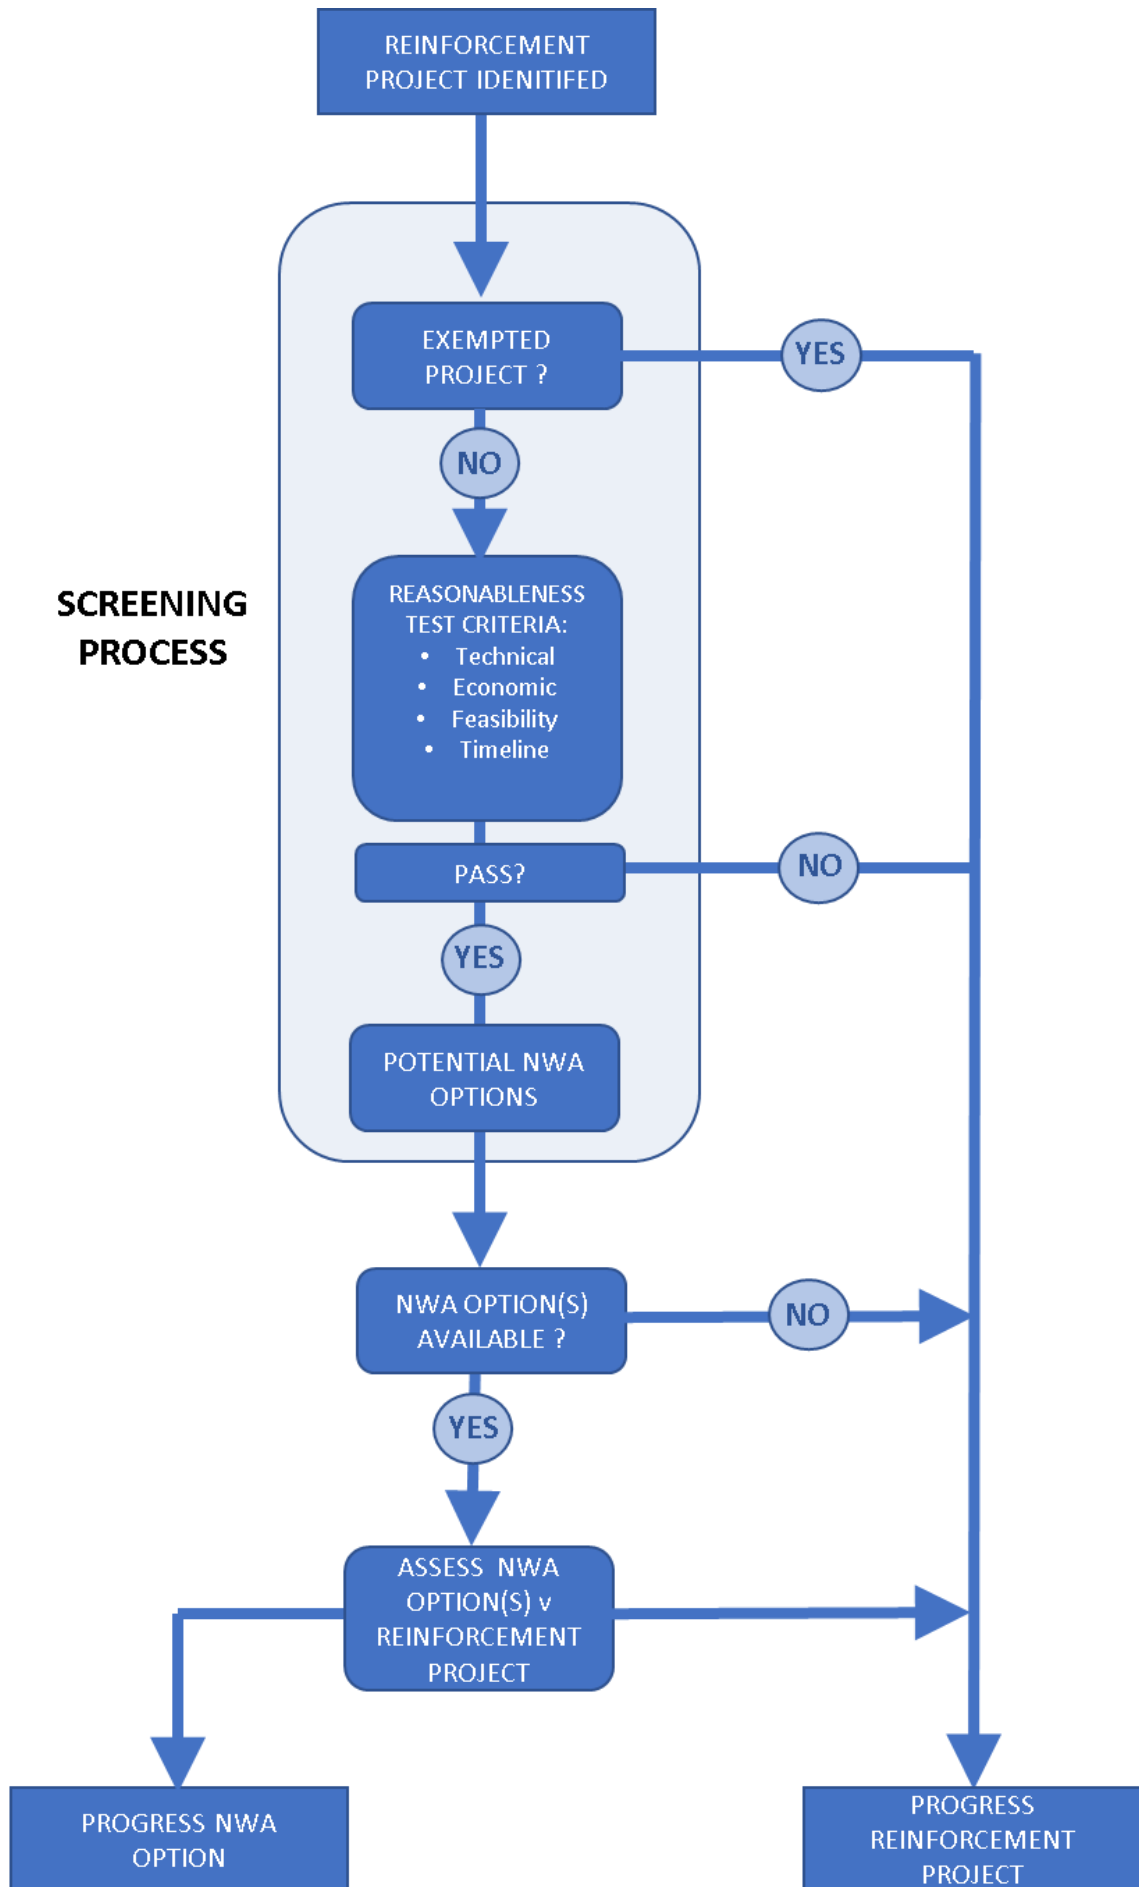 REINFORCEMENT
PROJECT IDENITIFED
EXEMPTED
PROJECT ?
YES
NO
SCREENING
PROCESS
REASONABLENESS
TEST CRITERIA:
• Technical
• Economic
• Feasibility
• Timeline
PASS?
NO
YES
POTENTIAL NWA
OPTIONS
NWA OPTION(S)
AVAILABLE ?
NO
YES
ASSESS NWA
OPTION(S) v
REINFORCEMENT
PROJECT
PROGRESS NWA
OPTION
PROGRESS
REINFORCEMENT
PROJECT